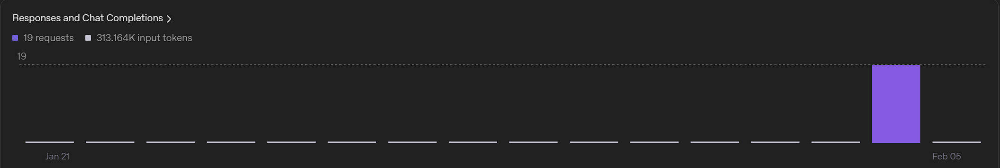 Responses and Chat Completions
19 requests 313.164K input tokens
19
Jan 21 Feb 05